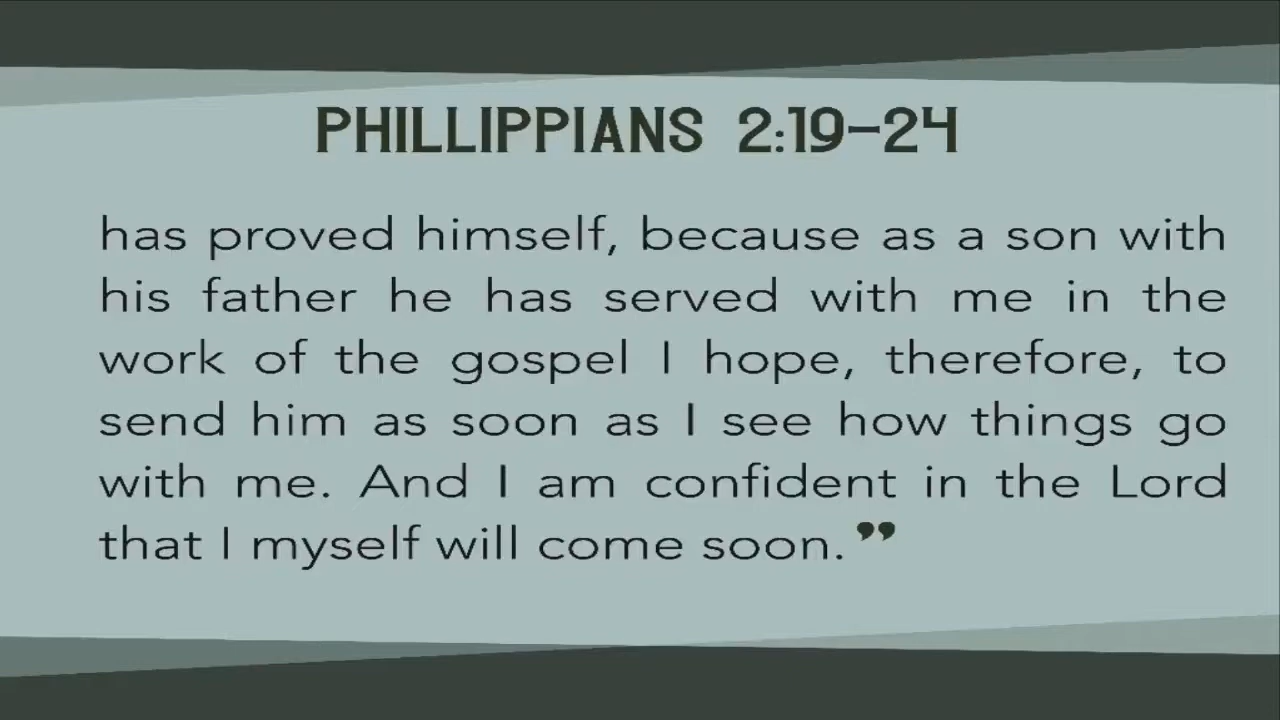 PHILLIPPIANS 2:19-24
has proved himself, because as a son with
his father he has served with me in the
work of the gospel I hope, therefore, to
send him as soon as I see how things go
with me. And I am confident in the Lord
that I myself will come soon.”